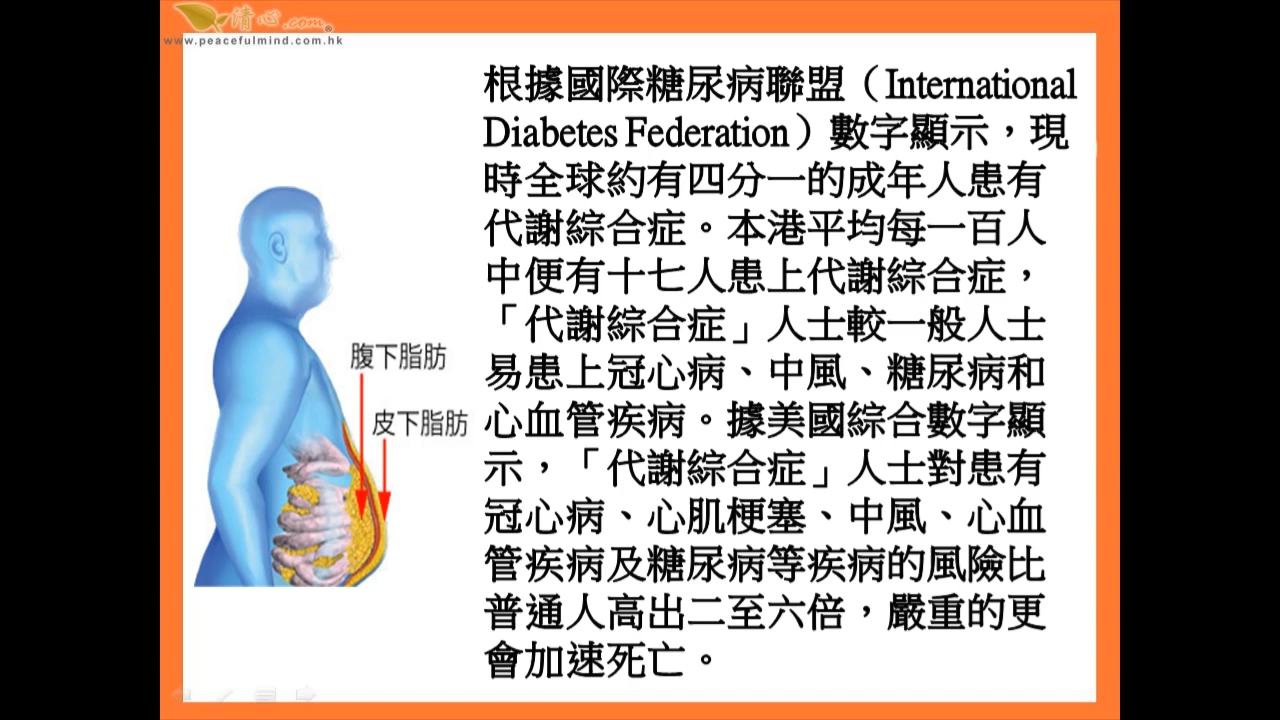 清心.com
www.peacefulmind.com.hk
根據國際糖尿病聯盟（International
Diabetes Federation）數字顯示，現
時全球約有四分一的成年人患有
代謝綜合症。本港平均每一百人
中便有十七人患上代謝綜合症，
「代謝綜合症」人士較一般人士
易患上冠心病、中風、糖尿病和
心血管疾病。據美國綜合數字顯
示，「代謝綜合症」人士對患有
冠心病、心肌梗塞、中風、心血
管疾病及糖尿病等疾病的風險比
普通人高出二至六倍，嚴重的更
會加速死亡。
腹下脂肪
皮下脂肪